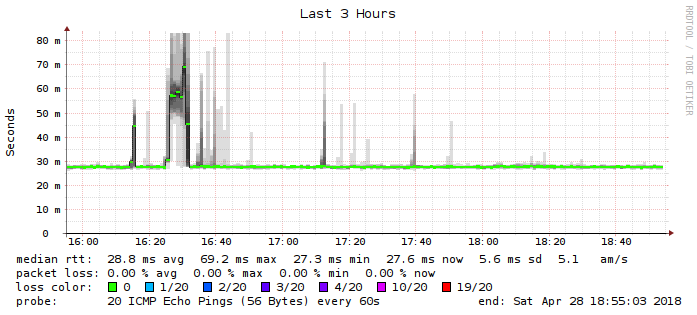 Last 3 Hours
RRDTOOL / TOBI OETIKER
Seconds
80 m
70 m
60 m
50 m
40 m
30 m
20 m
10 m
0
16:00 16:20 16:40 17:00 17:20 17:40 18:00 18:20 18:40
median rtt: 28.8 ms avg 69.2 ms max 27.3 ms min 27.6 ms now 5.6 ms sd 5.1 am/s
packet loss: 0.00 % avg 0.00 % max 0.00 % min 0.00 % now
loss color: 0 1/20 2/20 3/20 4/20 10/20 19/20
probe: 20 ICMP Echo Pings (56 Bytes) every 60s end: Sat Apr 28 18:55:03 2018